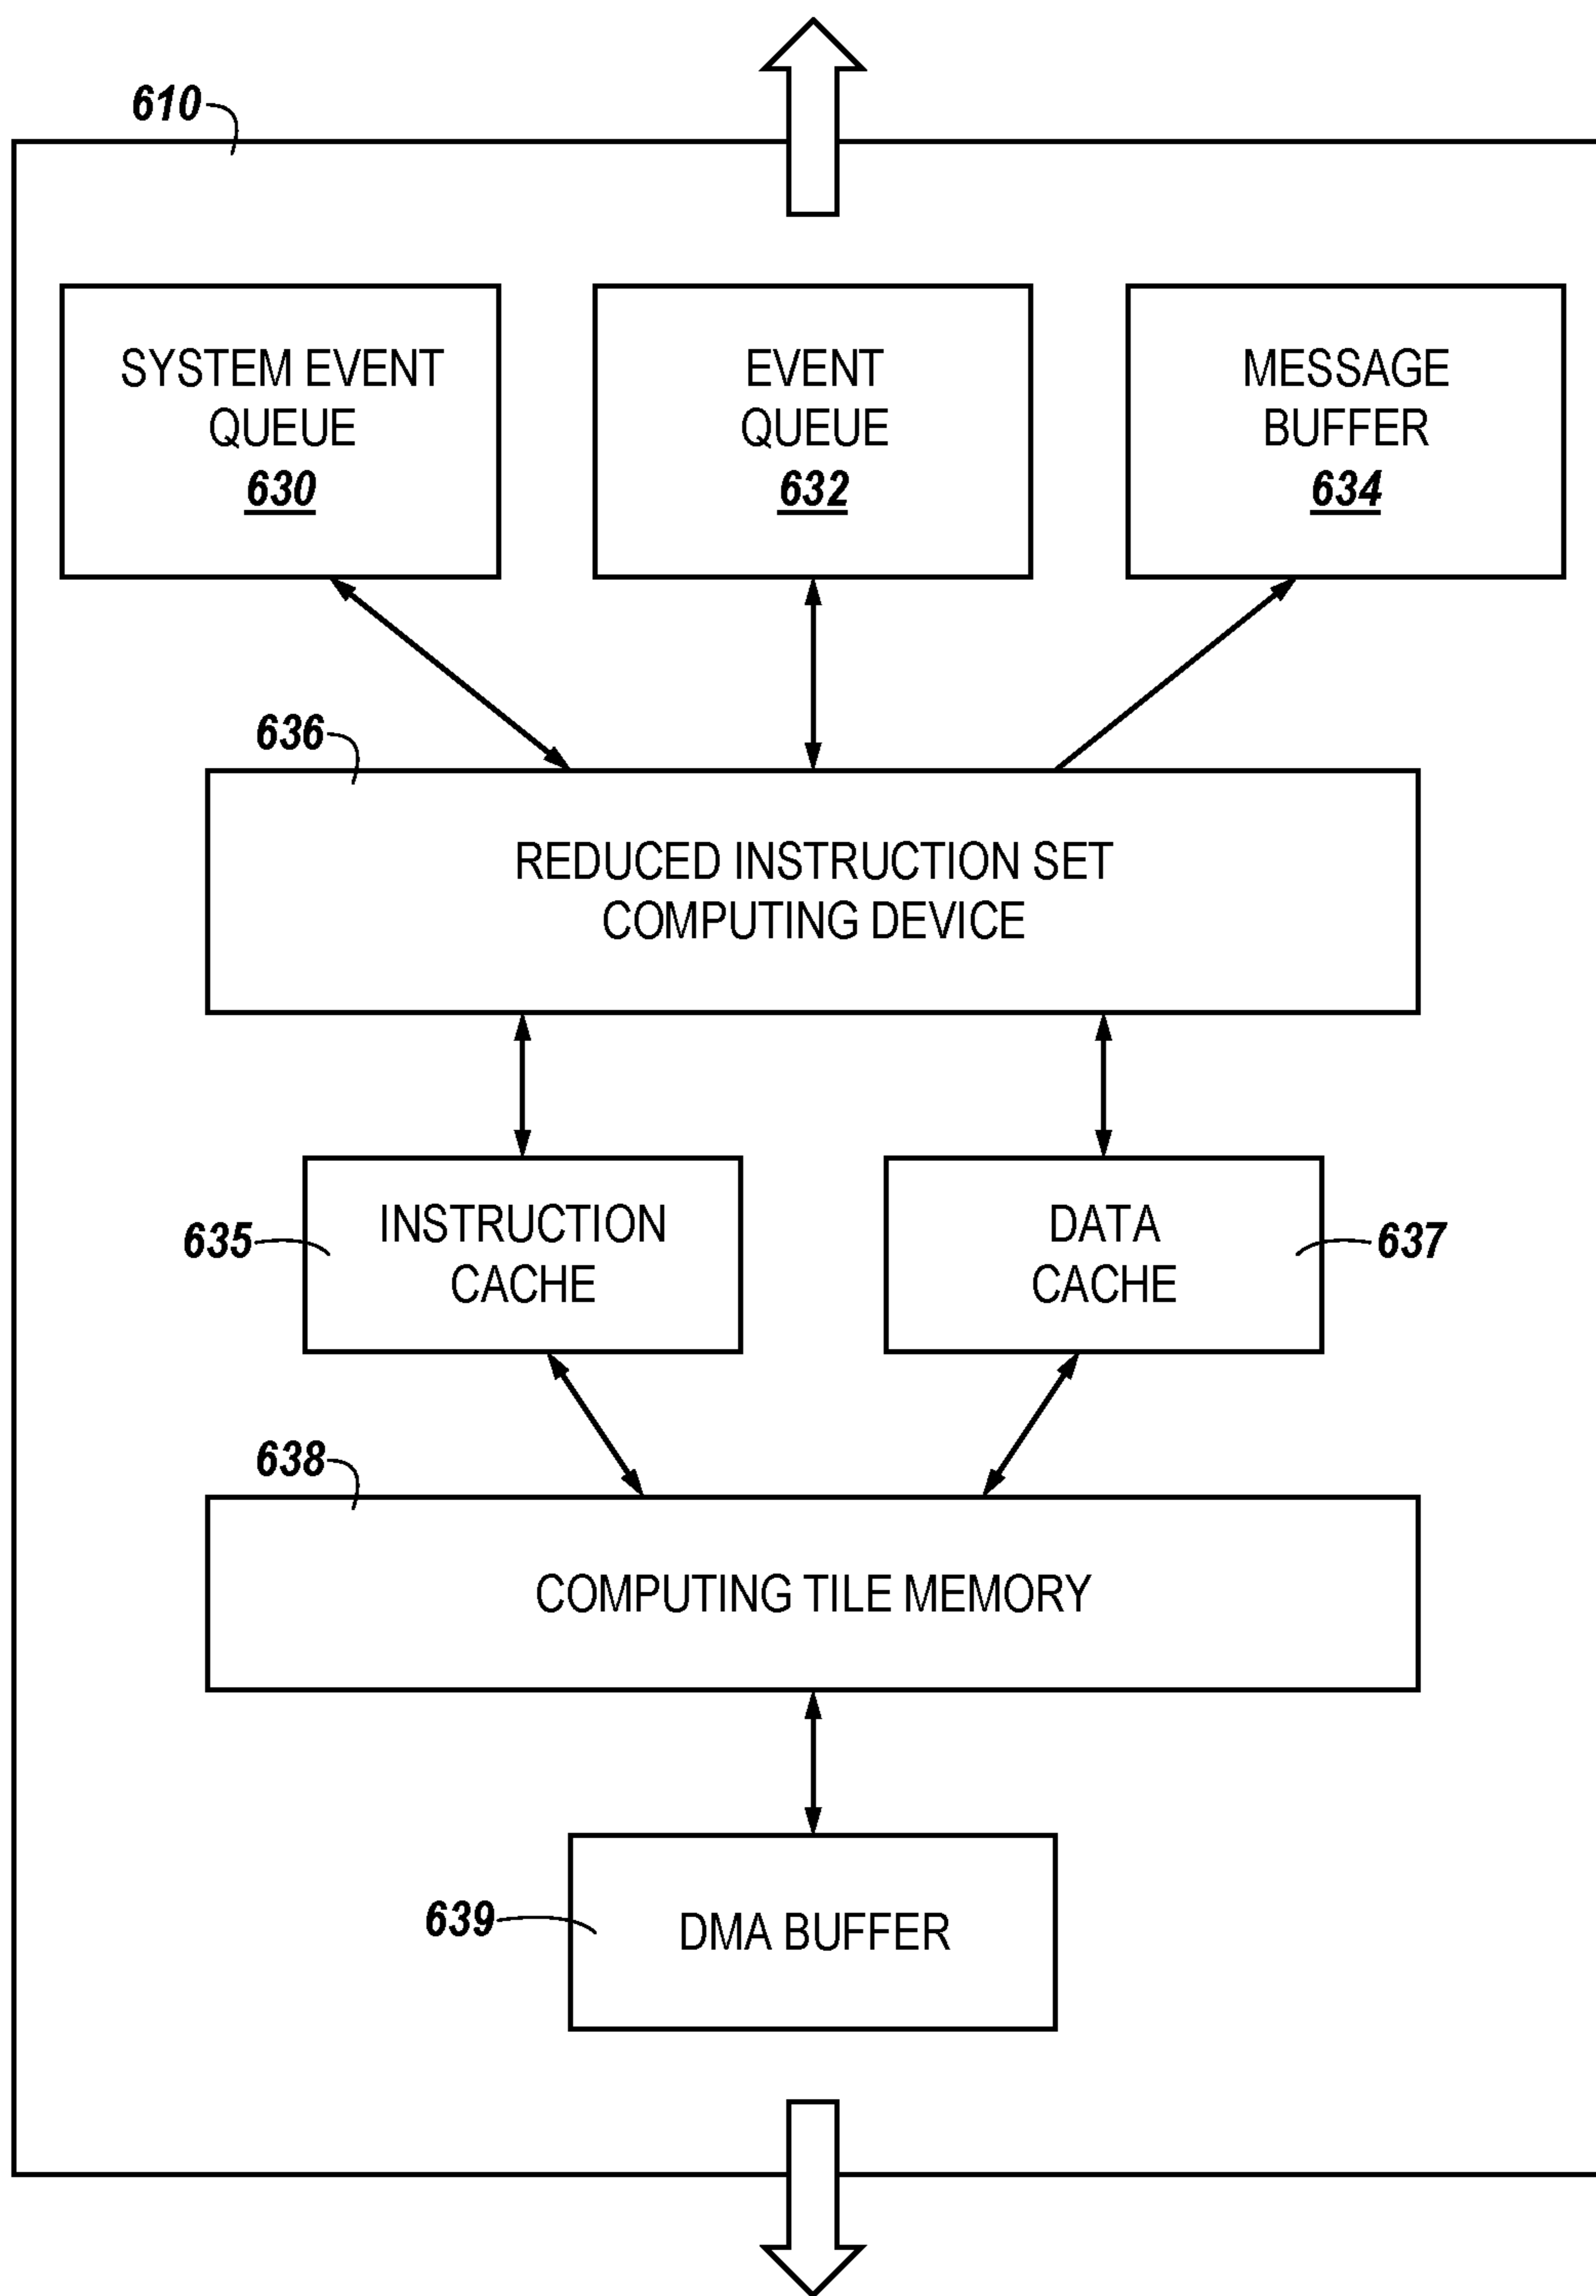 610
SYSTEM EVENT
QUEUE
630
EVENT
QUEUE
632
MESSAGE
BUFFER
634
636
REDUCED INSTRUCTION SET
COMPUTING DEVICE
635
INSTRUCTION
CACHE
DATA
CACHE
637
638
COMPUTING TILE MEMORY
639
DMA BUFFER